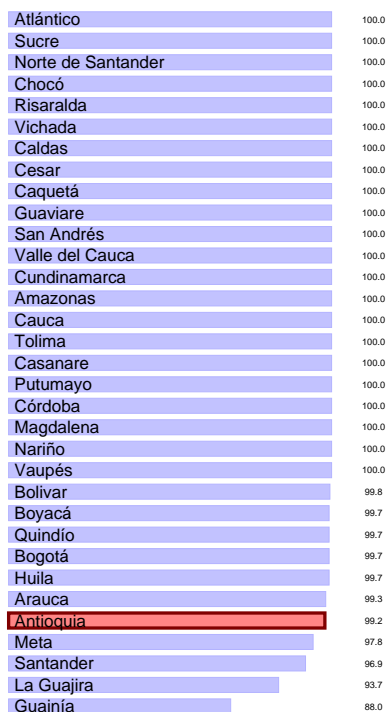 Atlántico 100.0
Sucre 100.0
Norte de Santander 100.0
Chocó 100.0
Risaralda 100.0
Vichada 100.0
Caldas 100.0
Cesar 100.0
Caquetá 100.0
Guaviare 100.0
San Andrés 100.0
Valle del Cauca 100.0
Cundinamarca 100.0
Amazonas 100.0
Cauca 100.0
Tolima 100.0
Casanare 100.0
Putumayo 100.0
Córdoba 100.0
Magdalena 100.0
Nariño 100.0
Vaupés 100.0
Bolivar 99.8
Boyacá 99.7
Quindío 99.7
Bogotá 99.7
Huila 99.7
Arauca 99.3
Antioquia 99.2
Meta 97.8
Santander 96.9
La Guajira 93.7
Guainía 88.0